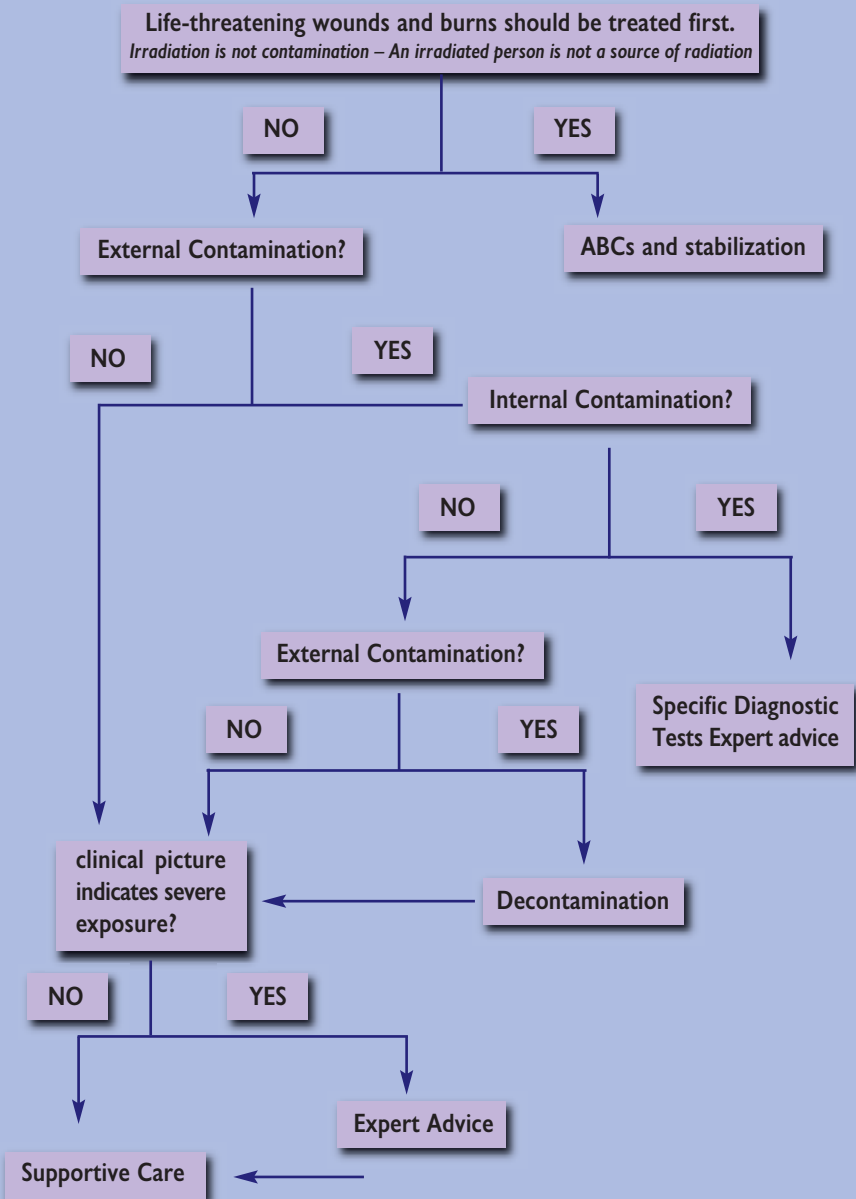 Life-threatening wounds and burns should be treated first.
Irradiation is not contamination – An irradiated person is not a source of radiation
NO
YES
External Contamination?
ABCs and stabilization
NO
YES
Internal Contamination?
NO
YES
External Contamination?
Specific Diagnostic
Tests Expert advice
NO
YES
clinical picture
indicates severe
exposure?
Decontamination
NO
YES
Expert Advice
Supportive Care